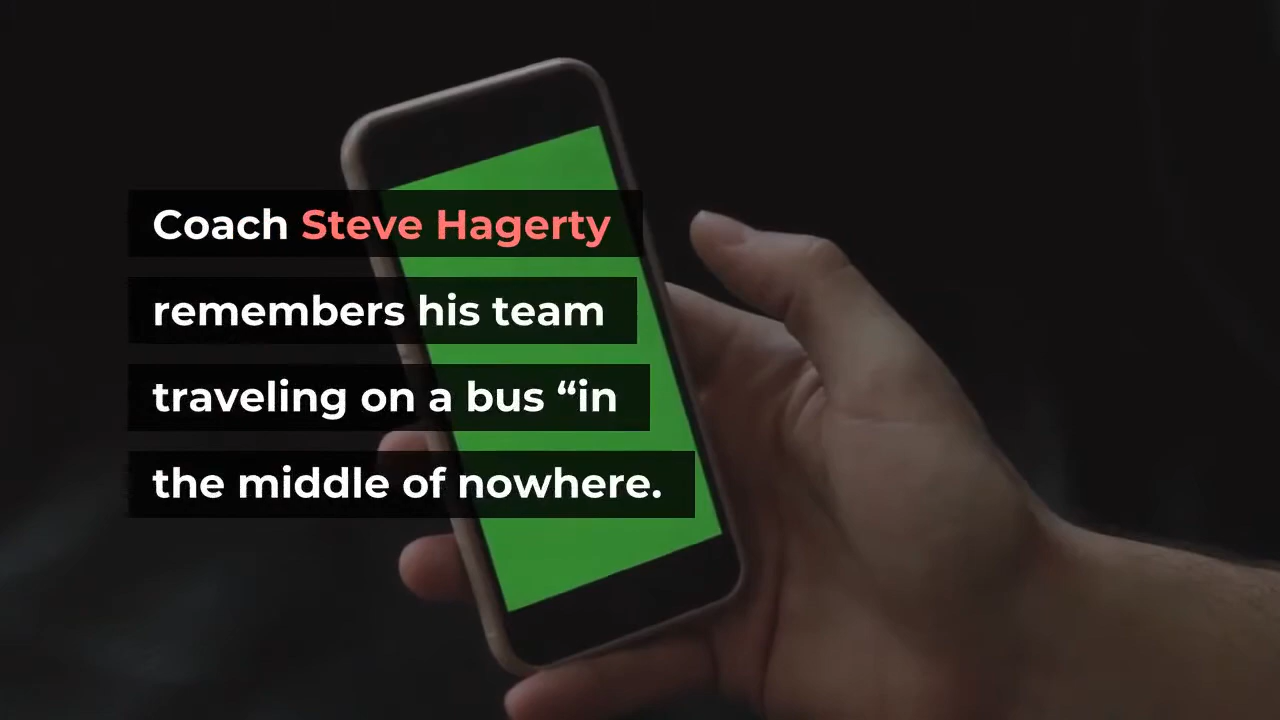 Coach Steve Hagerty
remembers his team
traveling on a bus “in
the middle of nowhere.